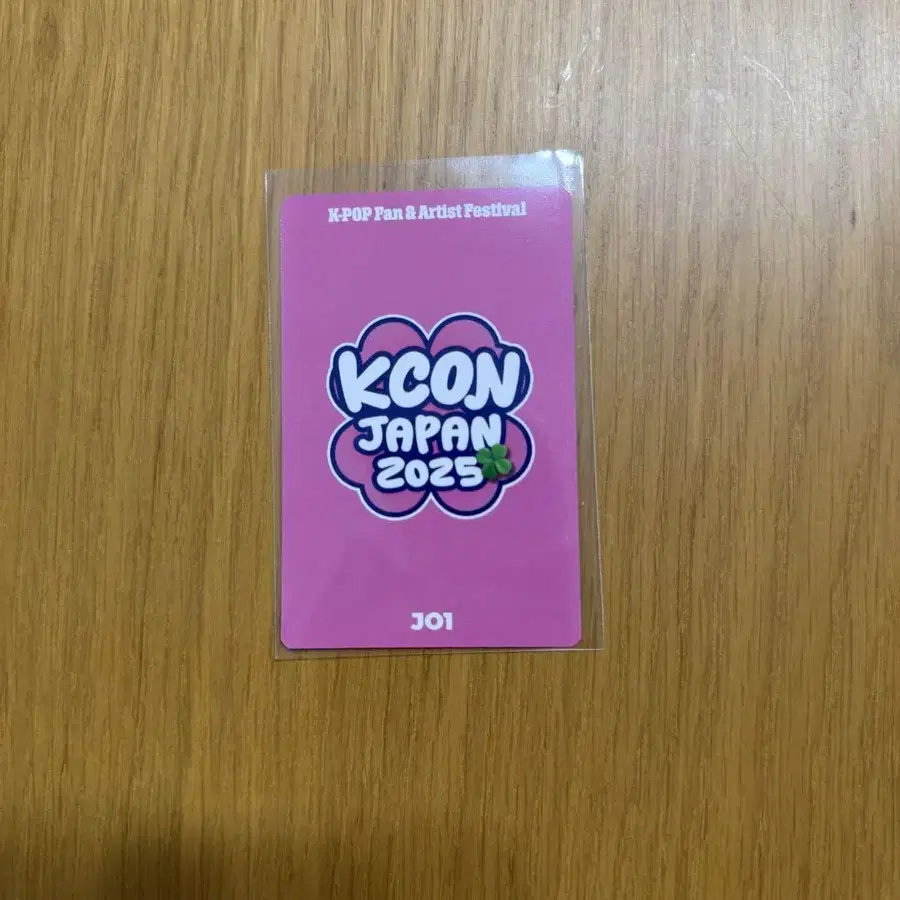 K-POP Fan & Artist Festival
KCON
JAPAN
2025
JO1